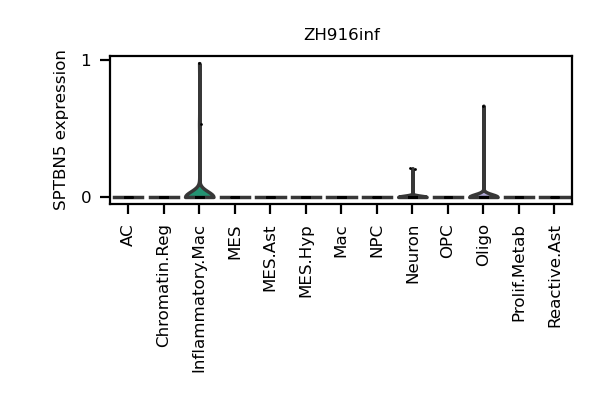 ZH916inf
SPTBN5 expression
1
0
AC
Chromatin.Reg
Inflammatory.Mac
MES
MES.Ast
MES.Hyp
Mac
NPC
Neuron
OPC
Oligo
Prolif.Metab
Reactive.Ast